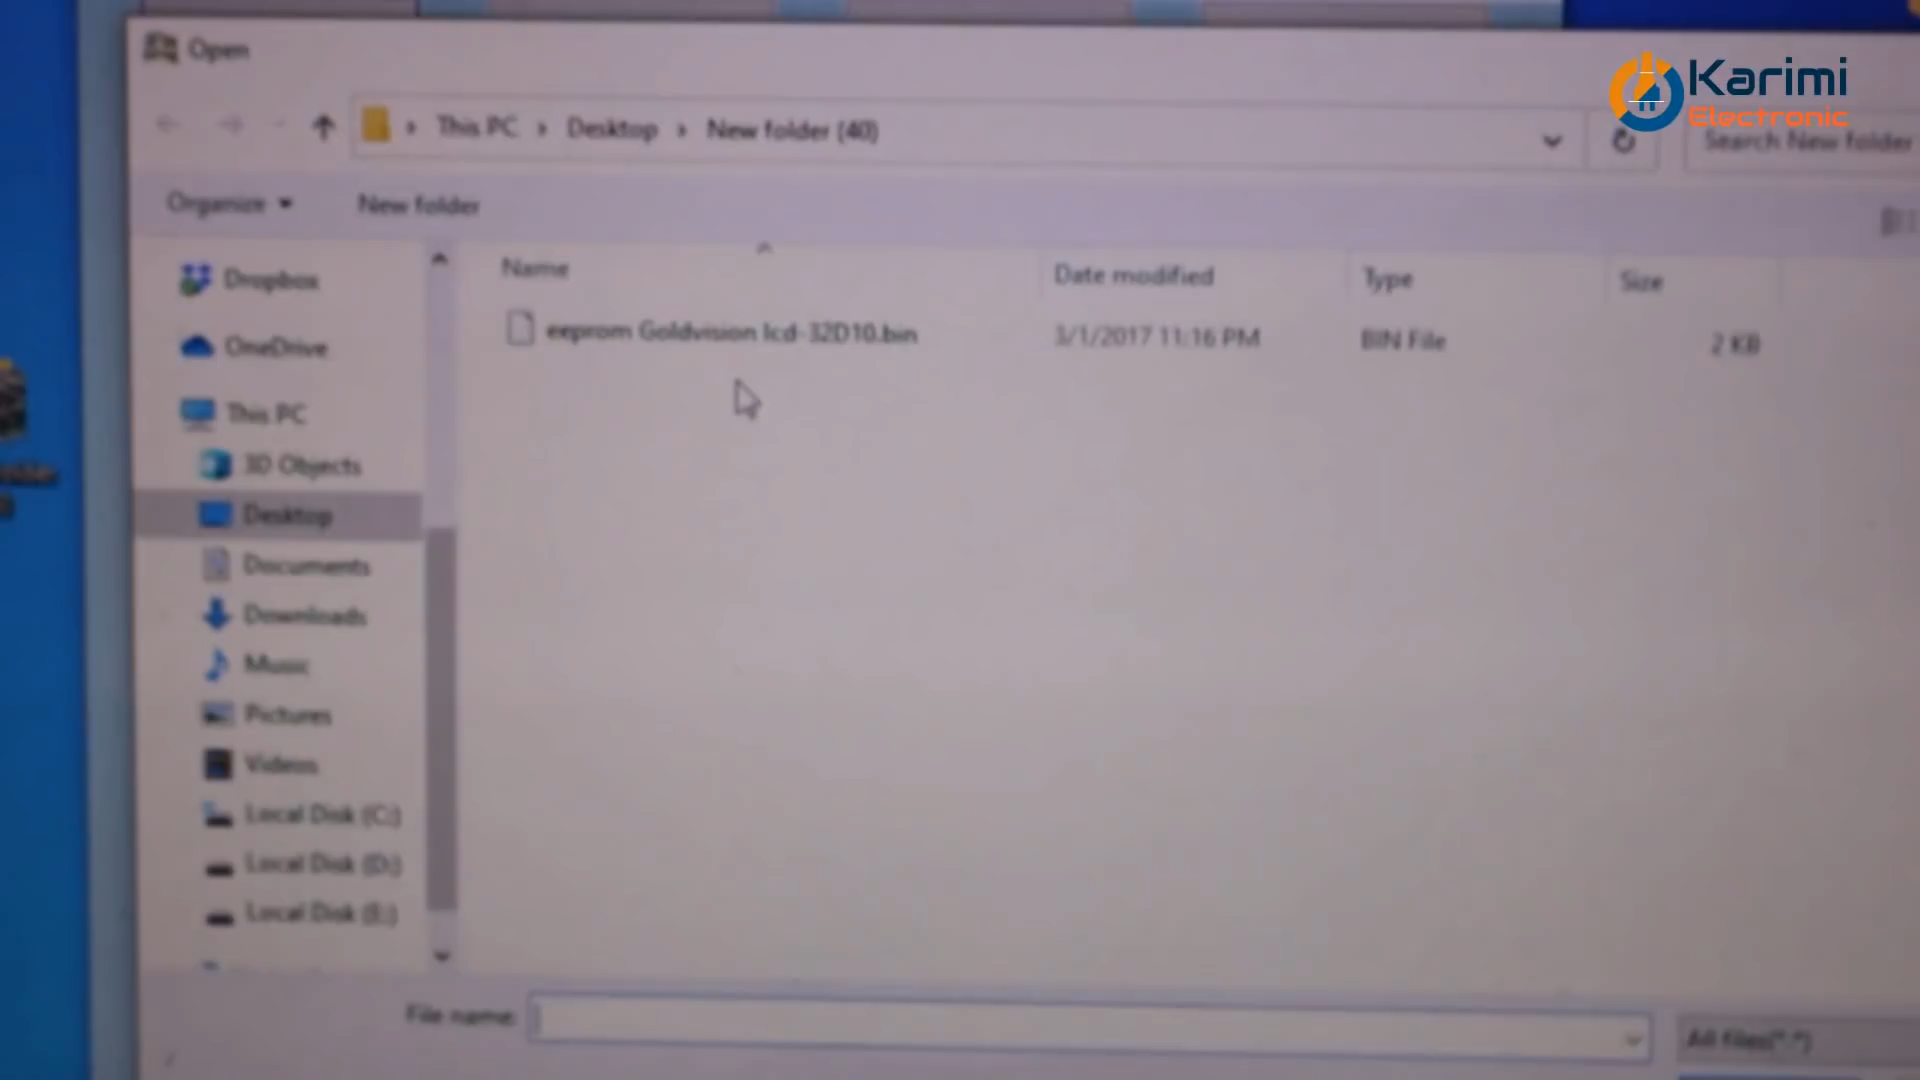 Open
Karimi
Electronic
This PC › Desktop › New folder (40)
Search New folder
Organize
New folder
Name
Date modified
Type
Size
eeprom Goldvision lcd-32D10.bin
3/1/2017 11:16 PM
BIN File
2 KB
Dropbox
OneDrive
This PC
3D Objects
Desktop
Documents
Downloads
Music
Pictures
Videos
Local Disk (C:)
Local Disk (D:)
Local Disk (E:)
File name:
All files(*.*)